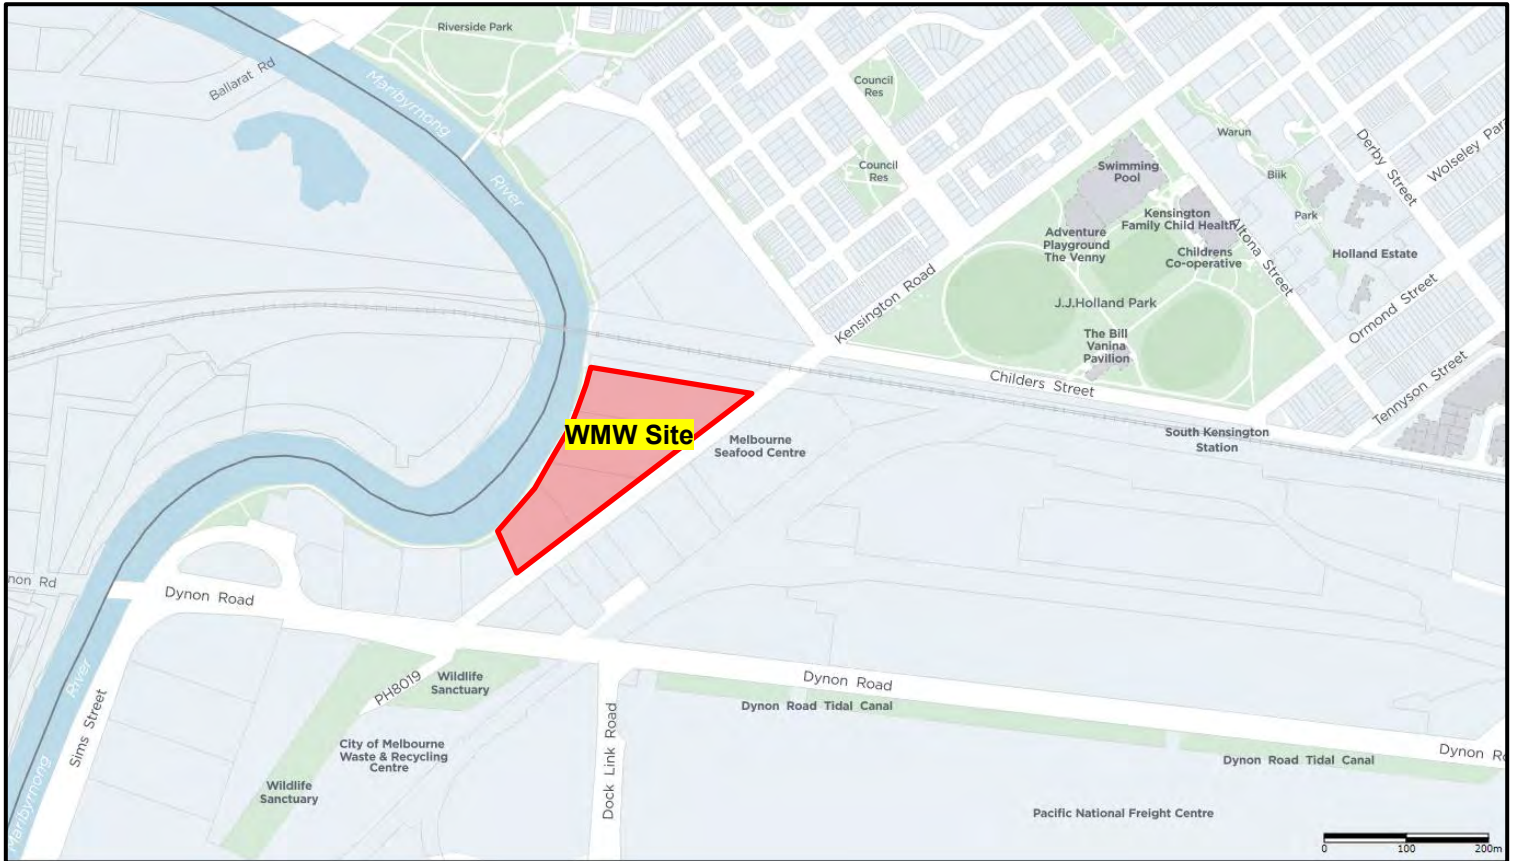 Riverside Park
Ballarat Rd
Maribyrnong
River
Council
Res
Council
Res
Swimming
Pool
Kensington
Family Child Health
Adventure
Playground
The Venny
Childrens
Co-operative
Warun
Biik
Park
Derby Street
Wolseley Para
Altona Street
Holland Estate
Ormond Street
Tennyson Street
Kensington Road
J.J.Holland Park
The Bill
Vanina
Pavilion
Childers Street
South Kensington
Station
WMW Site
Melbourne
Seafood Centre
non Rd
Dynon Road
River
Sims Street
Maribyrnong
PH8019
Wildlife
Sanctuary
City of Melbourne
Waste & Recycling
Centre
Wildlife
Sanctuary
Dock Link Road
Dynon Road
Dynon Road Tidal Canal
Dynon Road Tidal Canal
Dynon Ro
Pacific National Freight Centre
0 100 200m